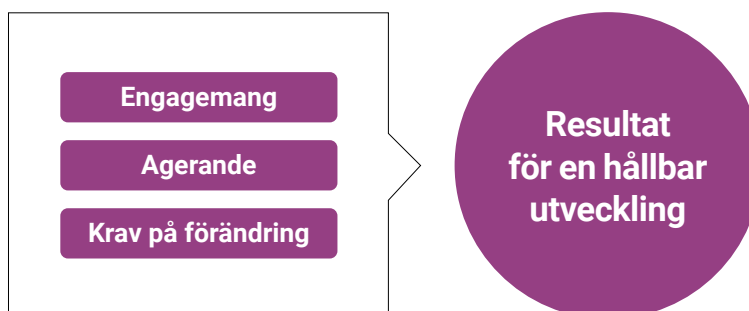 Engagemang
Agerande
Krav på förändring
Resultat
för en hållbar
utveckling